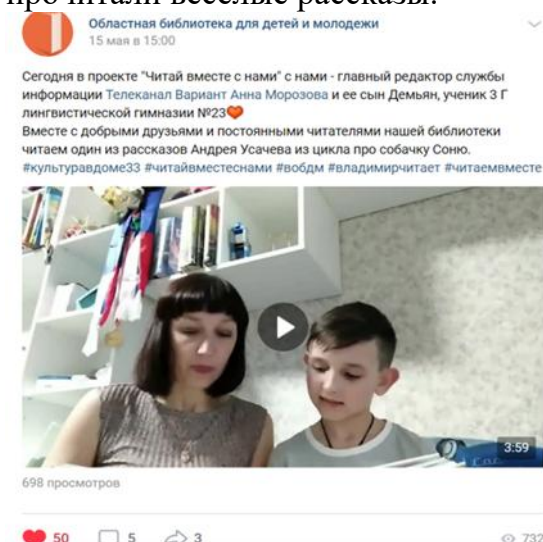 прочитали веселые рассказы.
Областная библиотека для детей и молодежи
15 мая в 15:00
Сегодня в проекте "Читай вместе с нами" с нами - главный редактор службы
информации Телеканал Вариант Анна Морозова и ее сын Демьян, ученик 3 Г
лингвистической гимназии №23❤
Вместе с добрыми друзьями и постоянными читателями нашей библиотеки
читаем один из рассказов Андрея Усачева из цикла про собачку Соню.
#культуравдоме33 #читайвместеснами #вобдм #владимирчитает #читаемвместе
3:59
698 просмотров
50 5 3 732